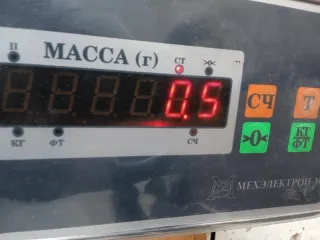 П МАССА (г) СТ >0<
0.5
СЧ Т
КГ ФТ СЧ >0< КГ ФТ
МЕХЭЛЕКТРОН-М